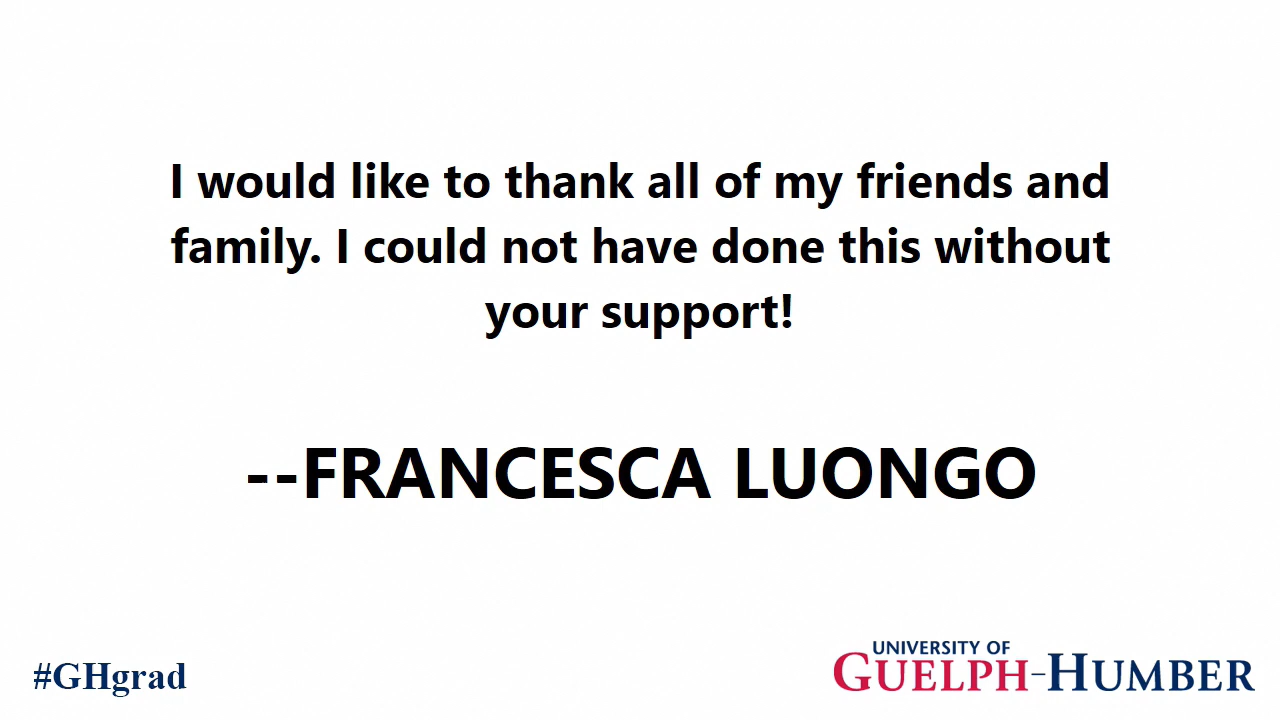 I would like to thank all of my friends and
family. I could not have done this without
your support!
--FRANCESCA LUONGO
#GHgrad
UNIVERSITY OF
GUELPH-HUMBER